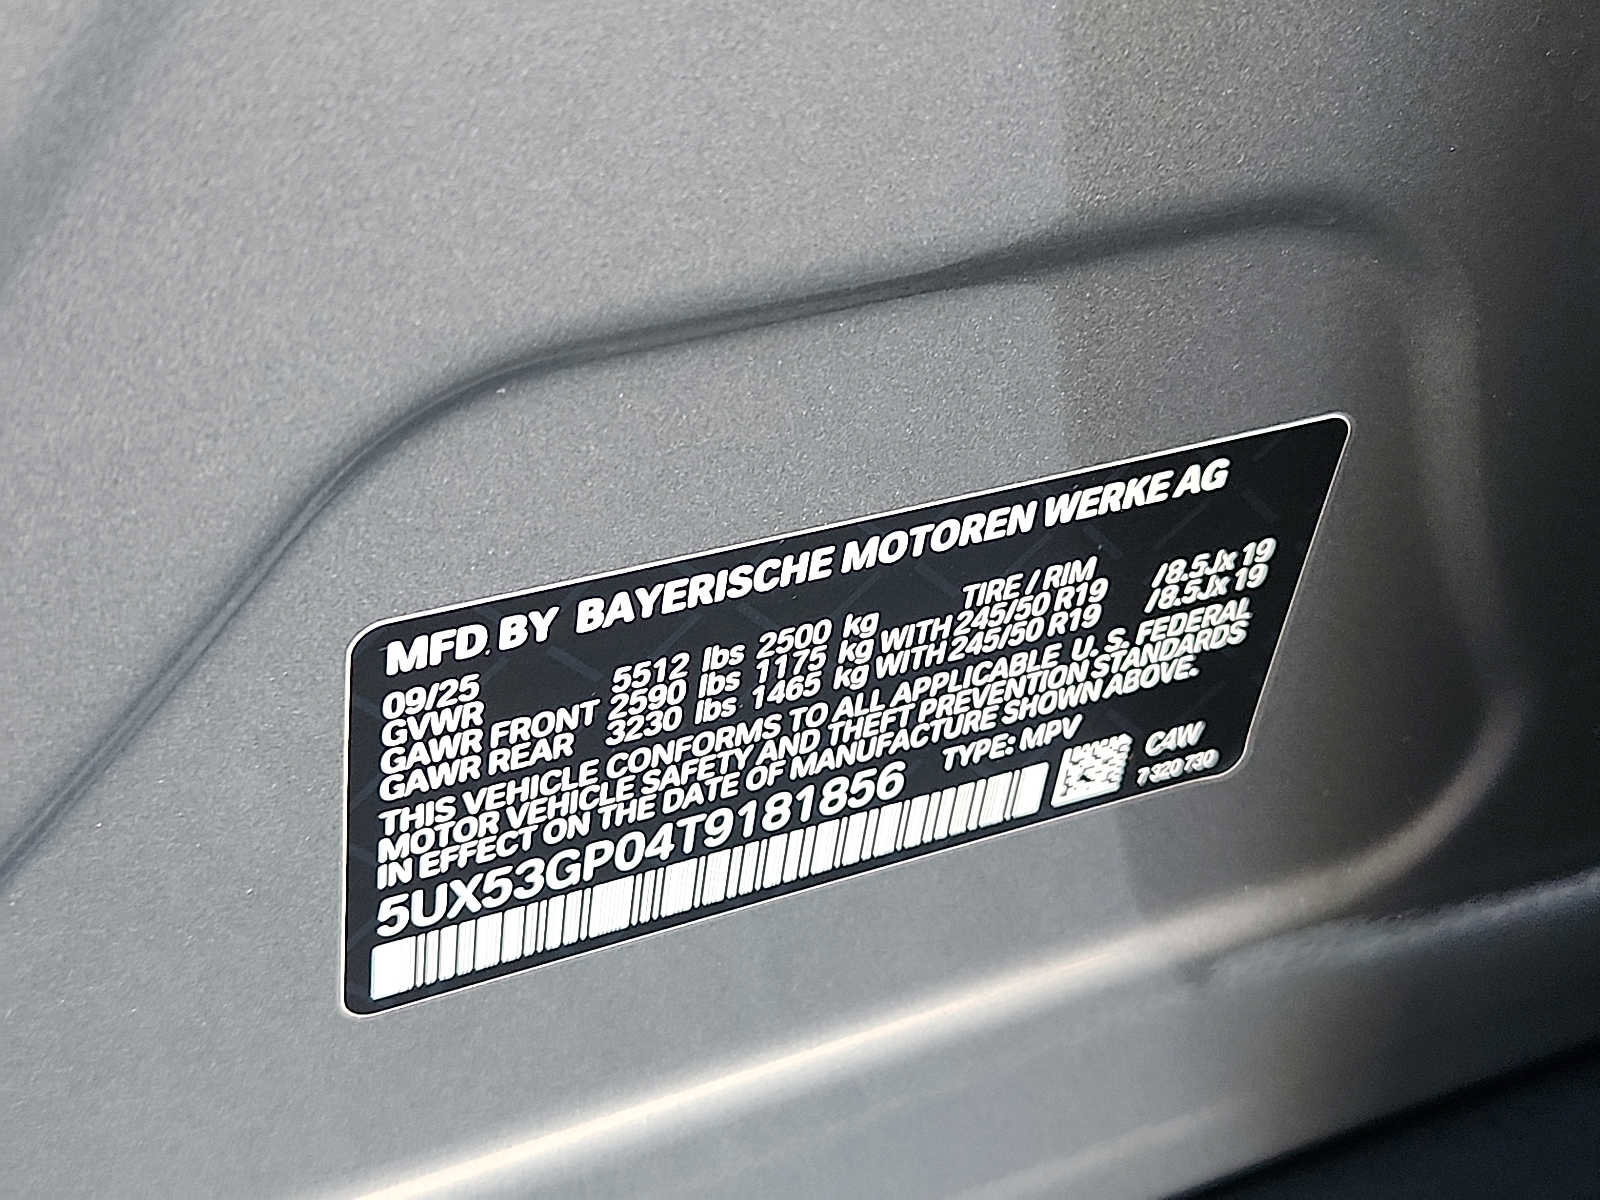 MFD. BY BAYERISCHE MOTOREN WERKE AG
09/25 TIRE / RIM
GVWR 5512 lbs 2500 kg
GAWR FRONT 2590 lbs 1175 kg WITH 245/50 R19 /8.5Jx 19
GAWR REAR 3230 lbs 1465 kg WITH 245/50 R19 /8.5Jx 19
THIS VEHICLE CONFORMS TO ALL APPLICABLE U. S. FEDERAL
MOTOR VEHICLE SAFETY AND THEFT PREVENTION STANDARDS
IN EFFECT ON THE DATE OF MANUFACTURE SHOWN ABOVE.
5UX53GP04T9181856 TYPE: MPV
C4W
7 320 730